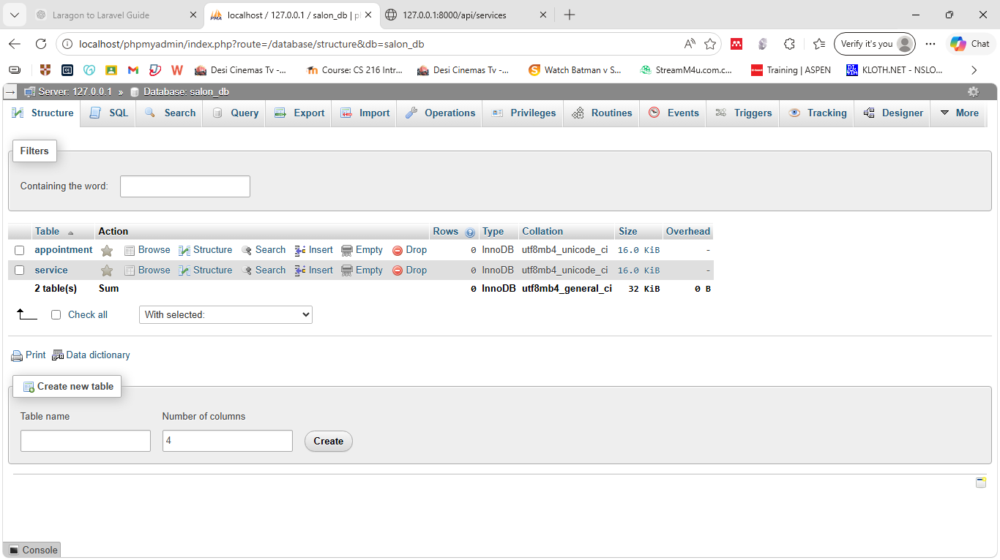 Laragon to Laravel Guide
localhost / 127.0.0.1 / salon_db | pl
127.0.0.1:8000/api/services
localhost/phpmyadmin/index.php?route=/database/structure&db=salon_db
Verify it's you
Chat
Desi Cinemas Tv -...
Course: CS 216 Intr...
Desi Cinemas Tv -...
Watch Batman v S...
StreamM4u.com.c...
Training | ASPEN
KLOTH.NET - NSLO...
Server: 127.0.0.1 » Database: salon_db
Structure SQL Search Query Export Import Operations Privileges Routines Events Triggers Tracking Designer More
Filters
Containing the word:
Table Action Rows Type Collation Size Overhead
appointment Browse Structure Search Insert Empty Drop 0 InnoDB utf8mb4_unicode_ci 16.0 KiB -
service Browse Structure Search Insert Empty Drop 0 InnoDB utf8mb4_unicode_ci 16.0 KiB -
2 table(s) Sum 0 InnoDB utf8mb4_general_ci 32 KiB 0 B
Check all With selected:
Print Data dictionary
Create new table
Table name Number of columns
4 Create
Console